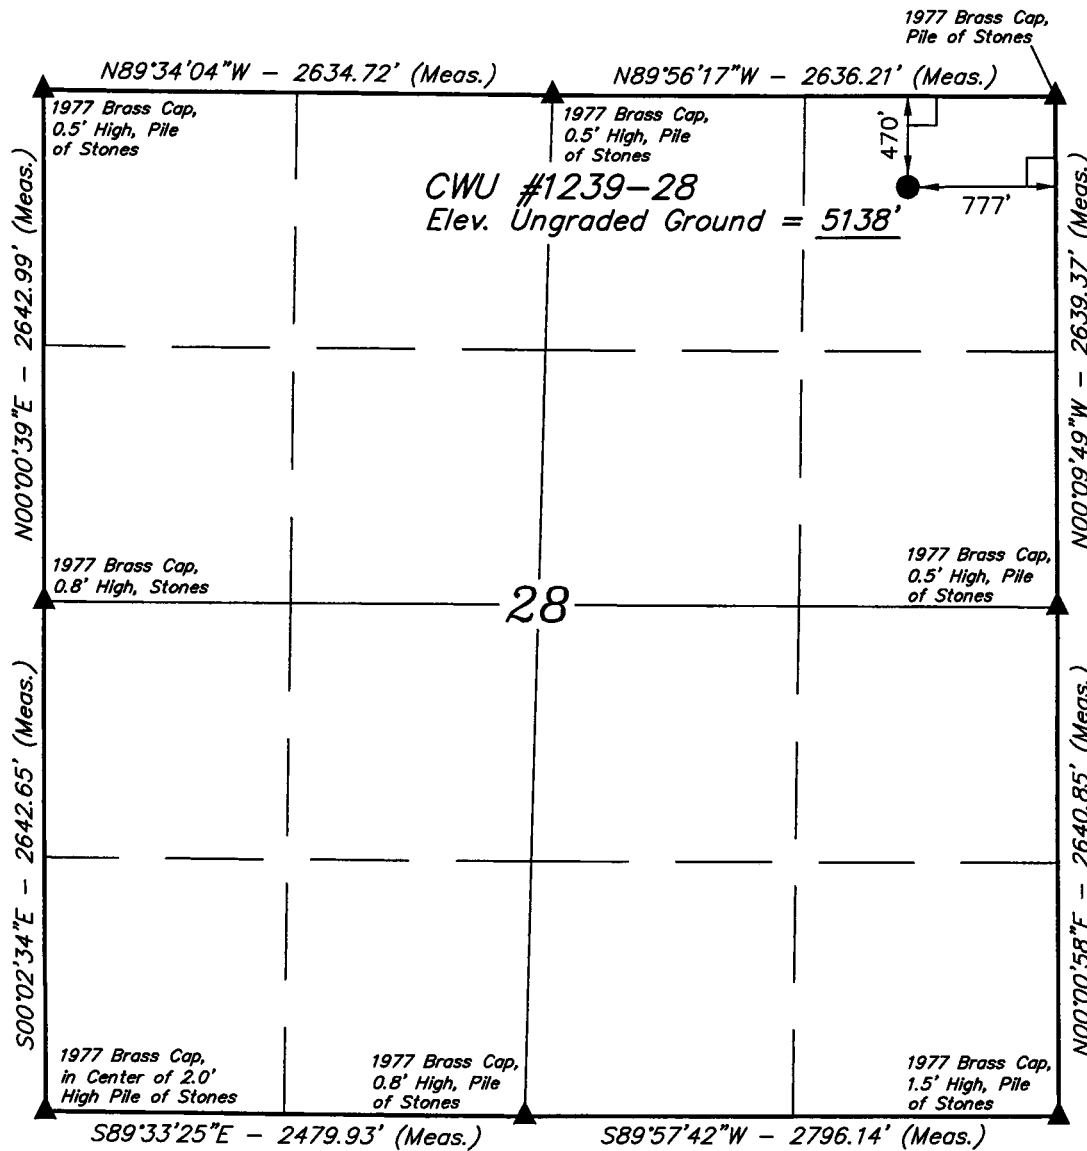 1977 Brass Cap,
Pile of Stones
N89°34'04"W - 2634.72' (Meas.)
N89°56'17"W - 2636.21' (Meas.)
1977 Brass Cap,
0.5' High, Pile
of Stones
1977 Brass Cap,
0.5' High, Pile
of Stones
470'
777'
CWU #1239-28
Elev. Ungraded Ground = 5138'
N00°00'39"E - 2642.99' (Meas.)
N00°09'49"W - 2639.37' (Meas.)
1977 Brass Cap,
0.8' High, Stones
1977 Brass Cap,
0.5' High, Pile
of Stones
28
S00°02'34"E - 2642.65' (Meas.)
N00°00'58"E - 2640.85' (Meas.)
1977 Brass Cap,
in Center of 2.0'
High Pile of Stones
1977 Brass Cap,
0.8' High, Pile
of Stones
1977 Brass Cap,
1.5' High, Pile
of Stones
S89°33'25"E - 2479.93' (Meas.)
S89°57'42"W - 2796.14' (Meas.)